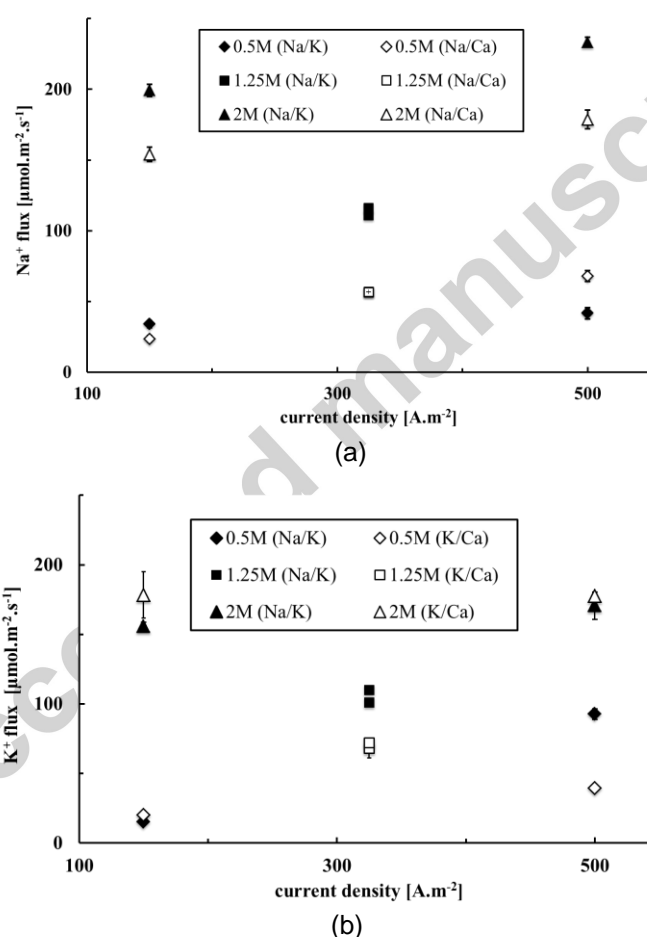 ◆0.5M (Na/K) ◇0.5M (Na/Ca)
■1.25M (Na/K) □1.25M (Na/Ca)
▲2M (Na/K) △2M (Na/Ca)
Na⁺ flux [μmol.m⁻².s⁻¹]
200
100
0
100 300 500
current density [A.m⁻²]
(a)
◆0.5M (Na/K) ◇0.5M (K/Ca)
■1.25M (Na/K) □1.25M (K/Ca)
▲2M (Na/K) △2M (K/Ca)
K⁺ flux [μmol.m⁻².s⁻¹]
200
100
0
100 300 500
current density [A.m⁻²]
(b)